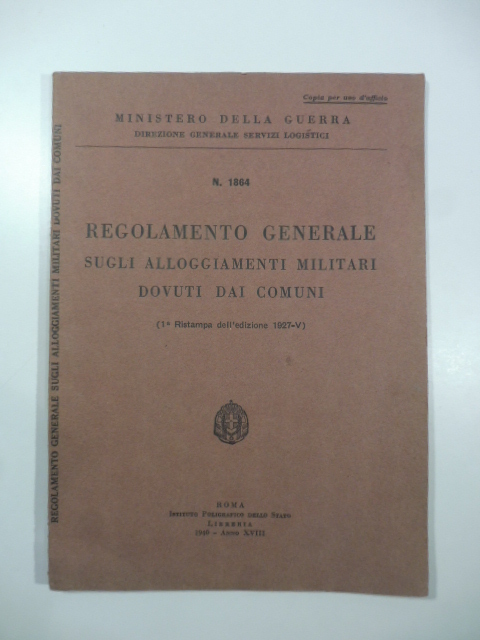 Copia per uso d'ufficio
MINISTERO DELLA GUERRA
DIREZIONE GENERALE SERVIZI LOGISTICI
N. 1864
REGOLAMENTO GENERALE
SUGLI ALLOGGIAMENTI MILITARI
DOVUTI DAI COMUNI
(1ª Ristampa dell'edizione 1927-V)
ROMA
ISTITUTO POLIGRAFICO DELLO STATO
LIBRERIA
1940 - ANNO XVIII
REGOLAMENTO GENERALE SUGLI ALLOGGIAMENTI MILITARI DOVUTI DAI COMUNI